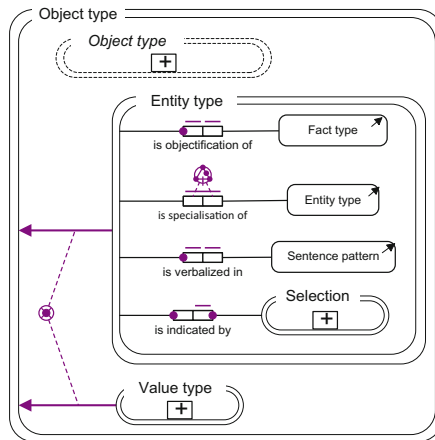 Object type
Object type
Entity type
Fact type
is objectification of
Entity type
is specialisation of
Sentence pattern
is verbalized in
Selection
is indicated by
Value type